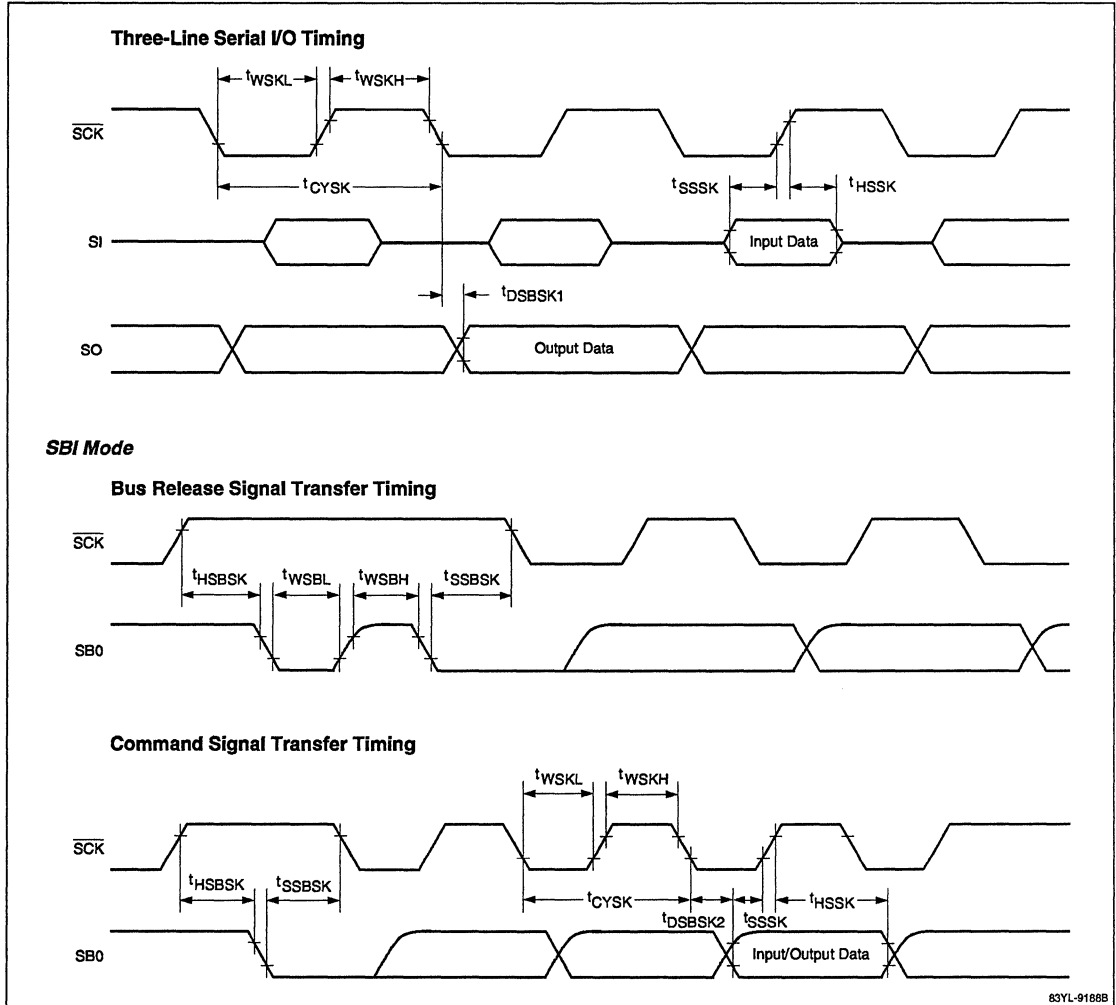 Three-Line Serial I/O Timing
tWSKL
tWSKH
SCK
tCYSK
tSSSK
tHSSK
SI
Input Data
tDSBSK1
SO
Output Data
SBI Mode
Bus Release Signal Transfer Timing
SCK
tHSBSK
tWSBL
tWSBH
tSSBSK
SB0
Command Signal Transfer Timing
tWSKL
tWSKH
SCK
tHSBSK
tSSBSK
tCYSK
tDSBSK2
tSSSK
tHSSK
SB0
Input/Output Data
83YL-9188B